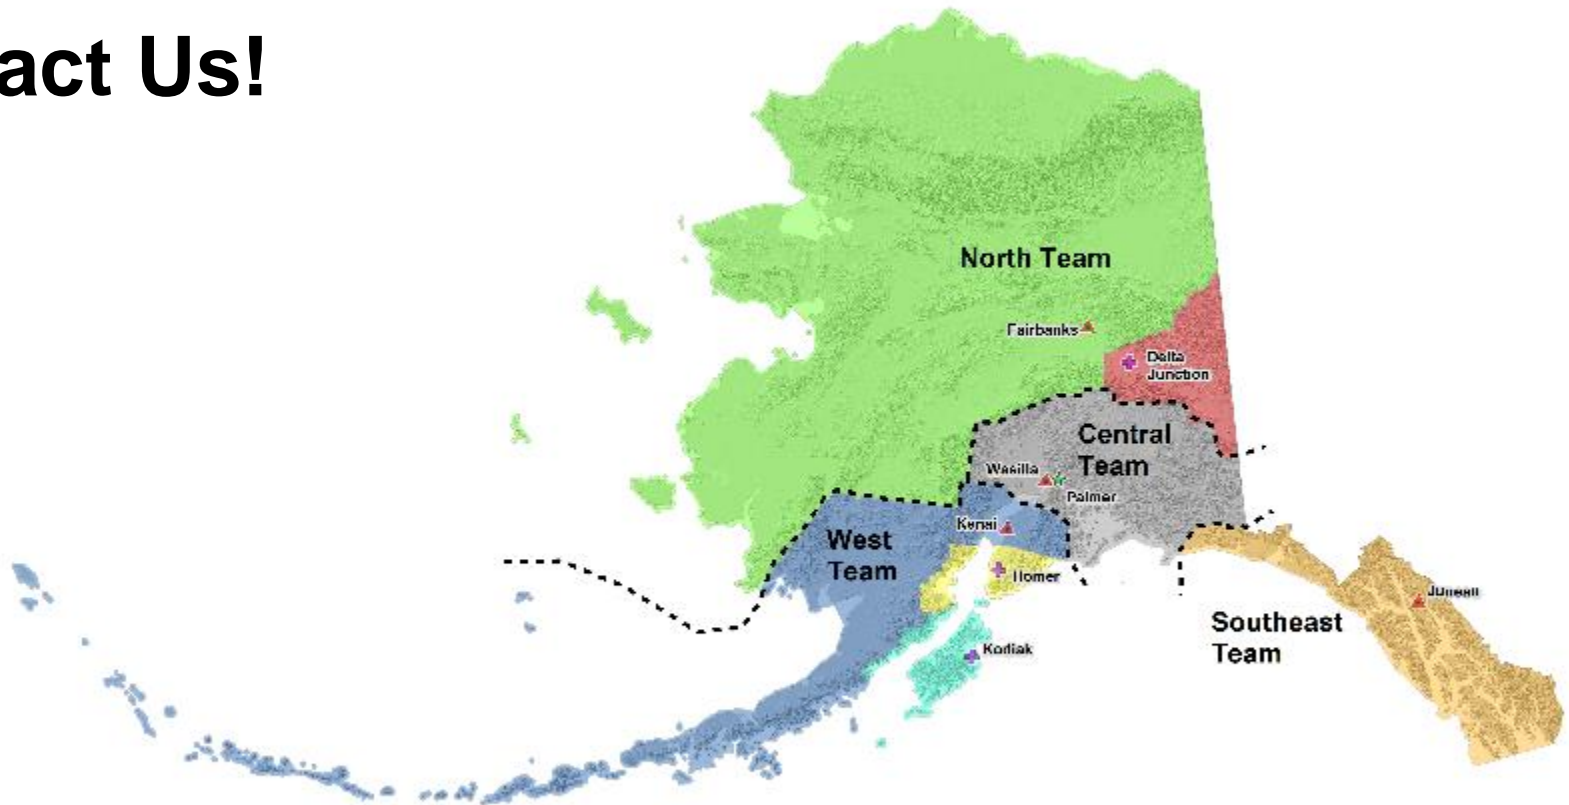 act Us!
North Team
Fairbanks
Delta
Junction
Central
Team
Wasilla
Palmer
Kenai
West
Team
Homer
Juneau
Southeast
Team
Kodiak